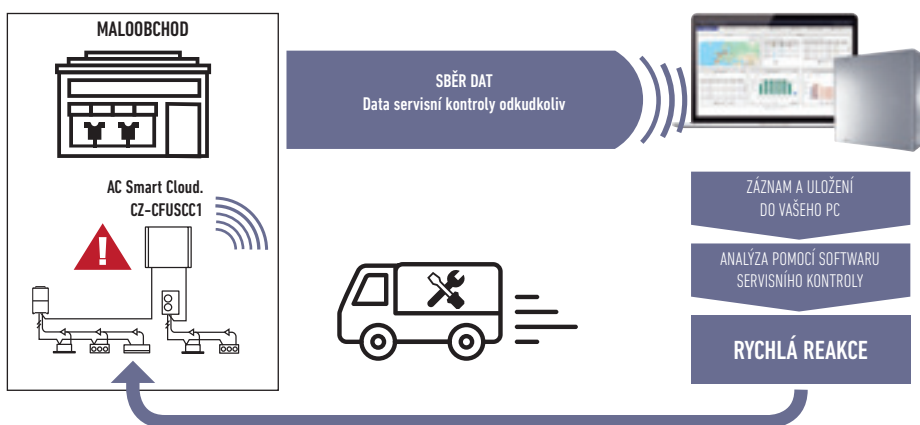 MALOOBCHOD
AC Smart Cloud.
CZ-CFUSCC1
SBĚR DAT
Data servisní kontroly odkudkoliv
ZÁZNAM A ULOŽENÍ
DO VAŠEHO PC
ANALÝZA POMOCÍ SOFTWARU
SERVISNÍHO KONTROLY
RYCHLÁ REAKCE